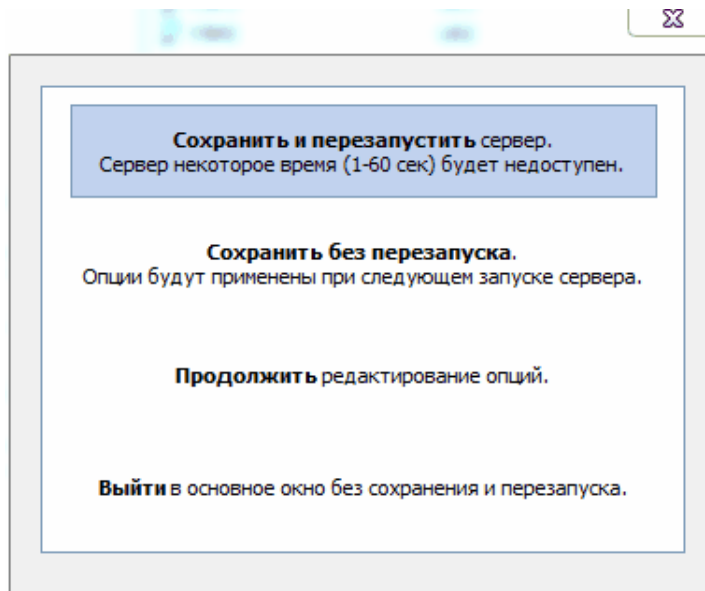 Сохранить и перезапустить сервер.
Сервер некоторое время (1-60 сек) будет недоступен.
Сохранить без перезапуска.
Опции будут применены при следующем запуске сервера.
Продолжить редактирование опций.
Выйти в основное окно без сохранения и перезапуска.